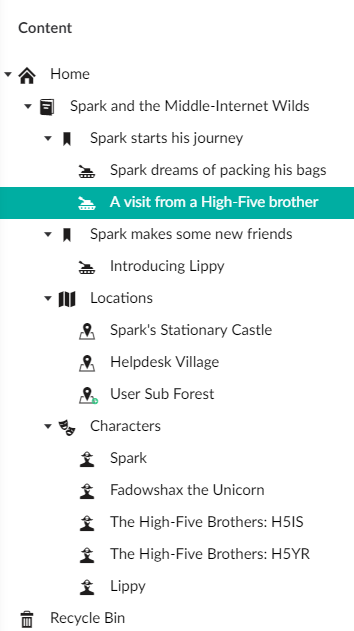 Content
Home
Spark and the Middle-Internet Wilds
Spark starts his journey
Spark dreams of packing his bags
A visit from a High-Five brother
Spark makes some new friends
Introducing Lippy
Locations
Spark's Stationary Castle
Helpdesk Village
User Sub Forest
Characters
Spark
Fadowshax the Unicorn
The High-Five Brothers: H5IS
The High-Five Brothers: H5YR
Lippy
Recycle Bin